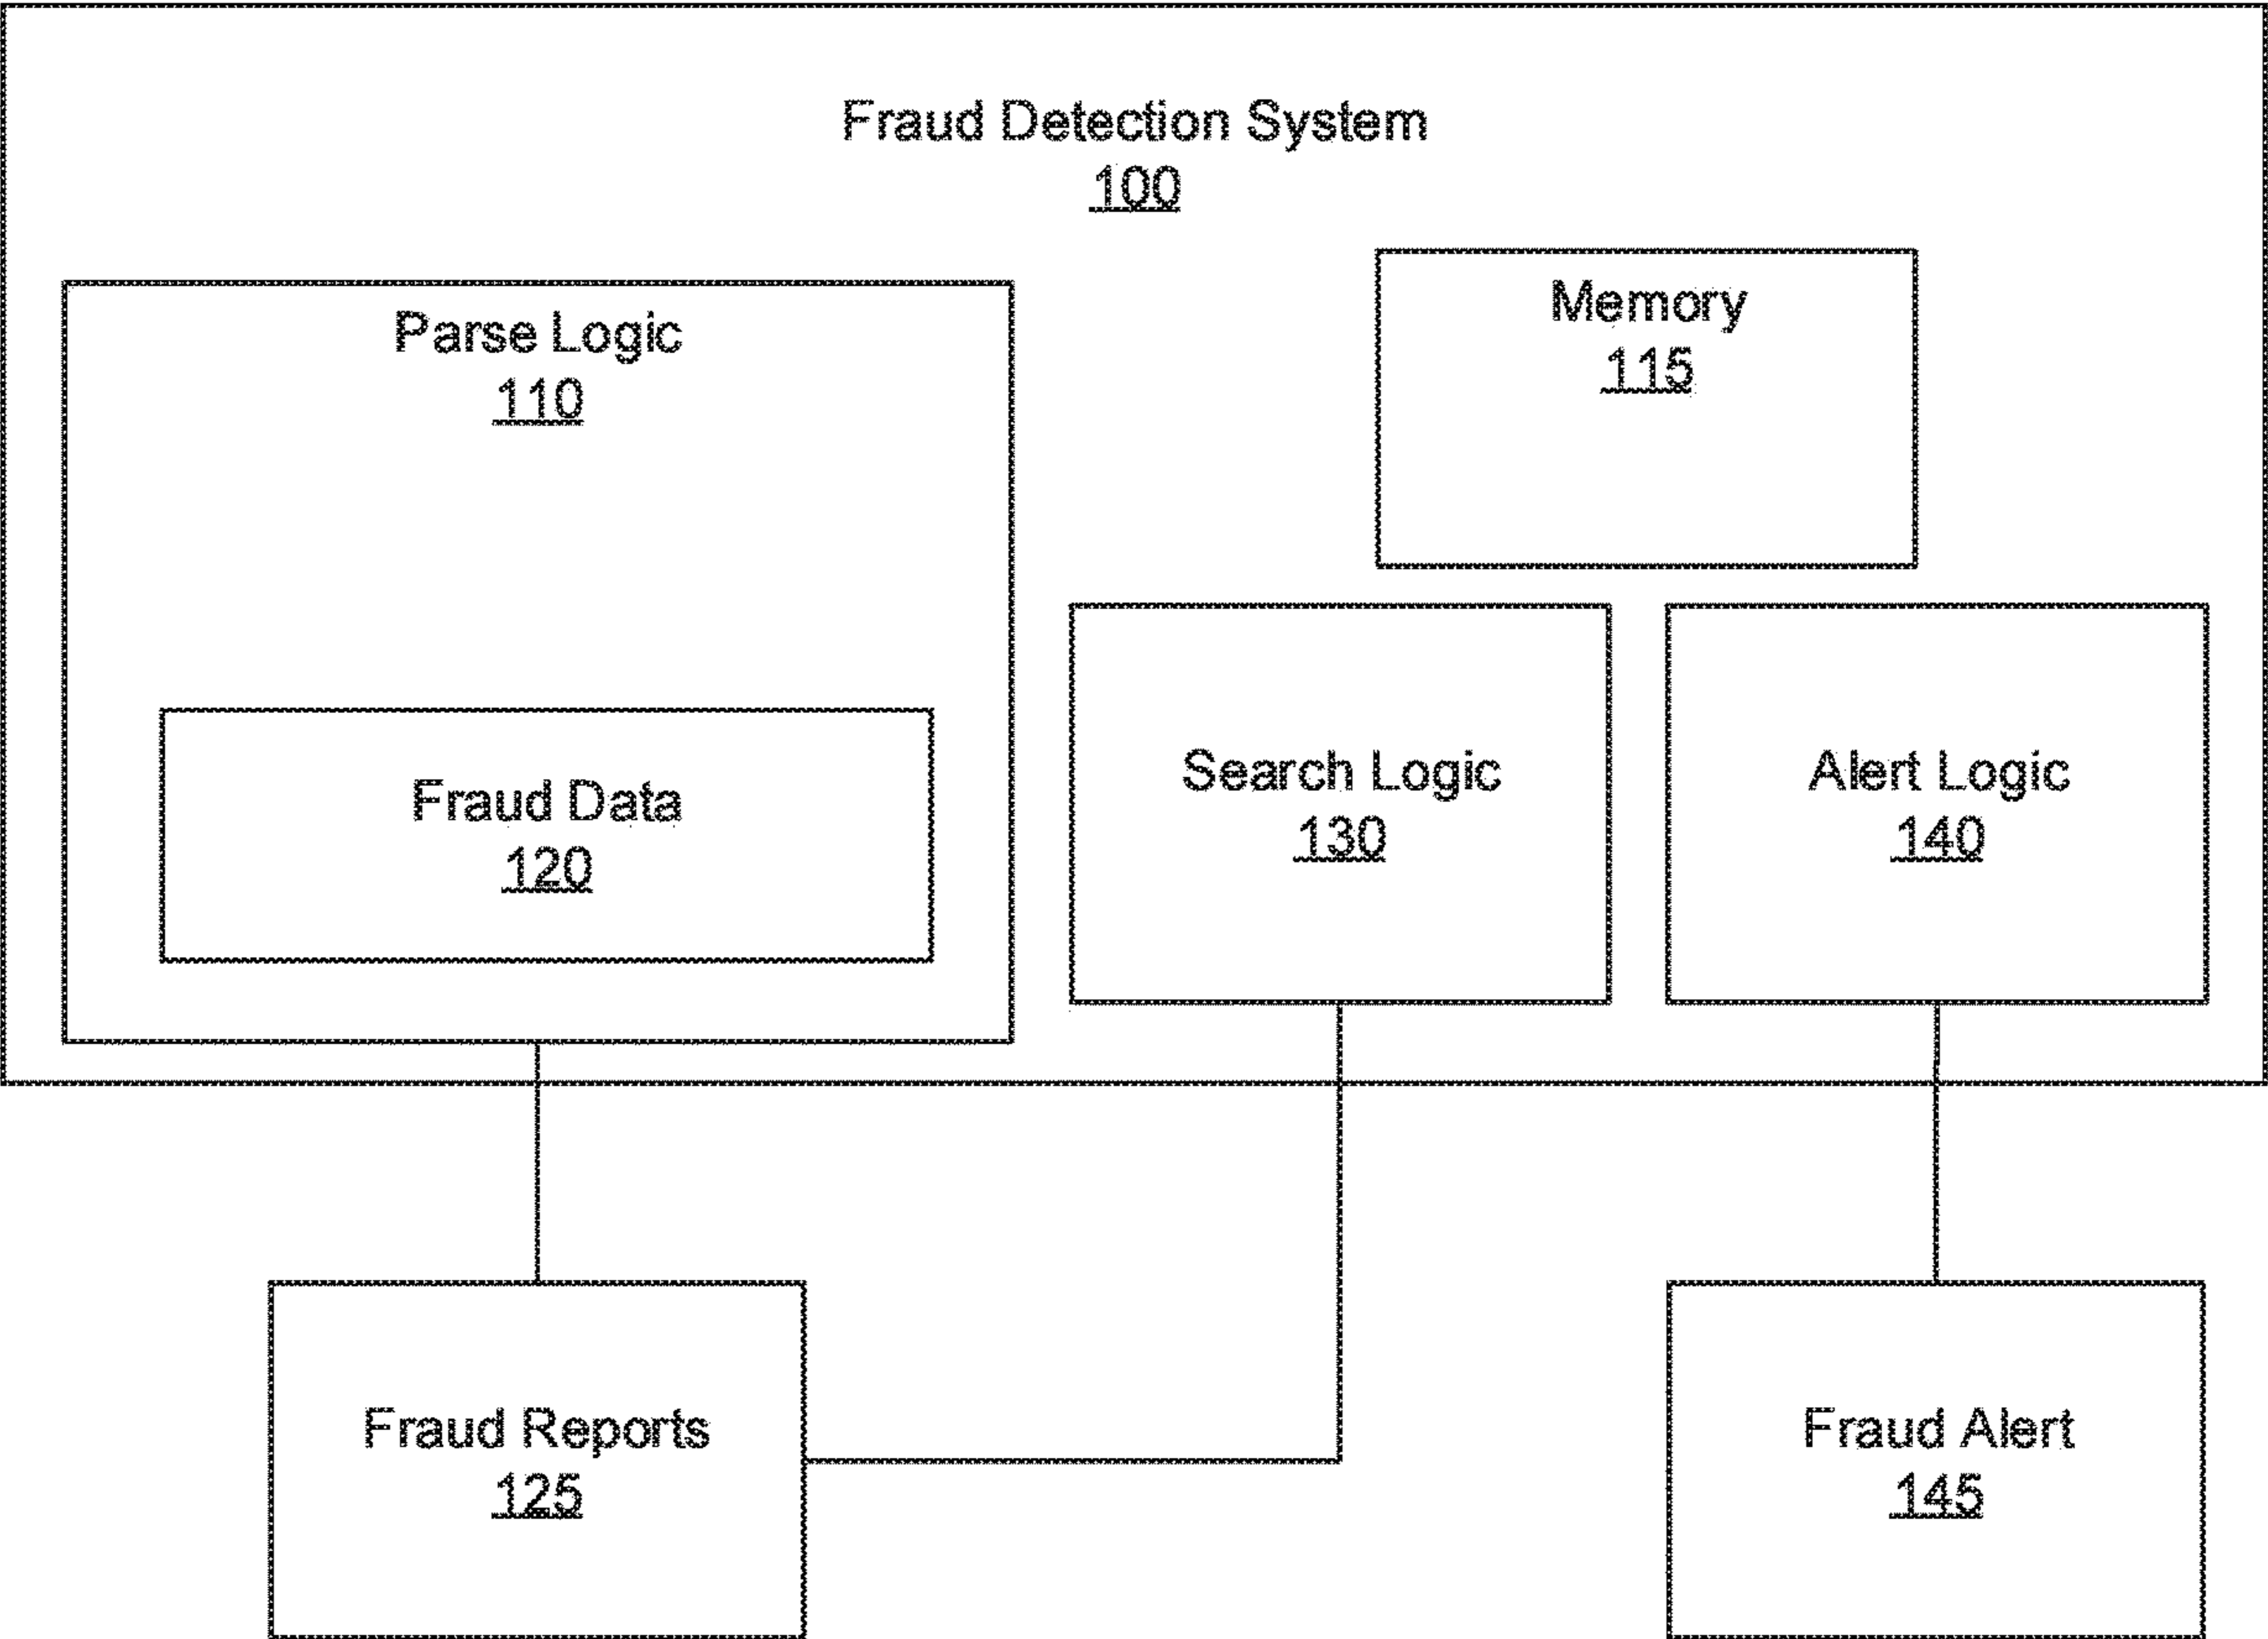 Fraud Detection System
100
Parse Logic
110
Memory
115
Fraud Data
120
Search Logic
130
Alert Logic
140
Fraud Reports
125
Fraud Alert
145